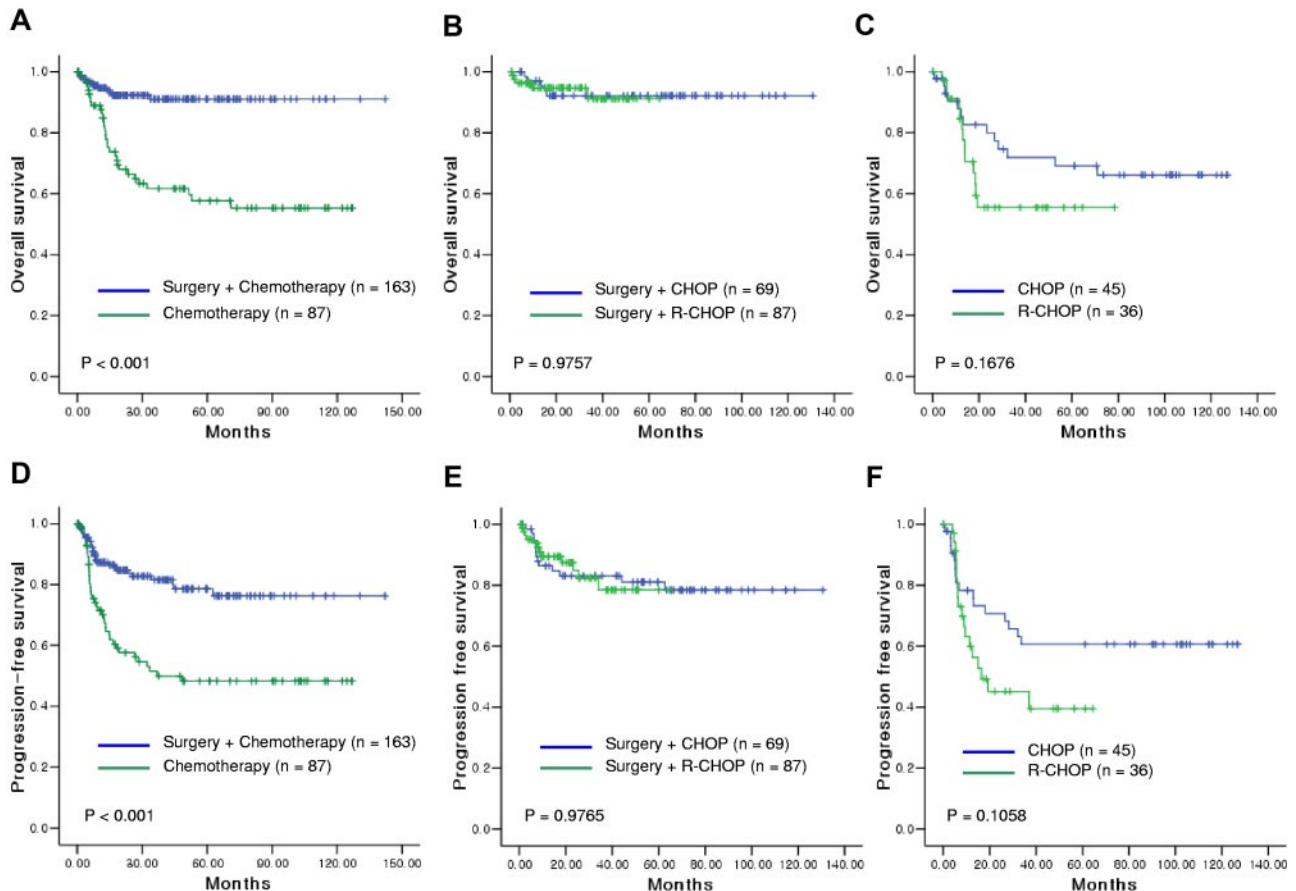 A
1.0
0.8
0.6
0.4
0.2
0.0
Overall survival
Surgery + Chemotherapy (n = 163)
Chemotherapy (n = 87)
P < 0.001
0.00 30.00 60.00 90.00 120.00 150.00
Months
B
1.0
0.8
0.6
0.4
0.2
0.0
Overall survival
Surgery + CHOP (n = 69)
Surgery + R-CHOP (n = 87)
P = 0.9757
0.00 20.00 40.00 60.00 80.00 100.00 120.00 140.00
Months
C
1.0
0.8
0.6
0.4
0.2
0.0
Overall survival
CHOP (n = 45)
R-CHOP (n = 36)
P = 0.1676
0.00 20.00 40.00 60.00 80.00 100.00 120.00 140.00
Months
D
1.0
0.8
0.6
0.4
0.2
0.0
Progression-free survival
Surgery + Chemotherapy (n = 163)
Chemotherapy (n = 87)
P < 0.001
0.00 30.00 60.00 90.00 120.00 150.00
Months
E
1.0
0.8
0.6
0.4
0.2
0.0
Progression free survival
Surgery + CHOP (n = 69)
Surgery + R-CHOP (n = 87)
P = 0.9765
0.00 20.00 40.00 60.00 80.00 100.00 120.00 140.00
Months
F
1.0
0.8
0.6
0.4
0.2
0.0
Progression free survival
CHOP (n = 45)
R-CHOP (n = 36)
P = 0.1058
0.00 20.00 40.00 60.00 80.00 100.00 120.00 140.00
Months